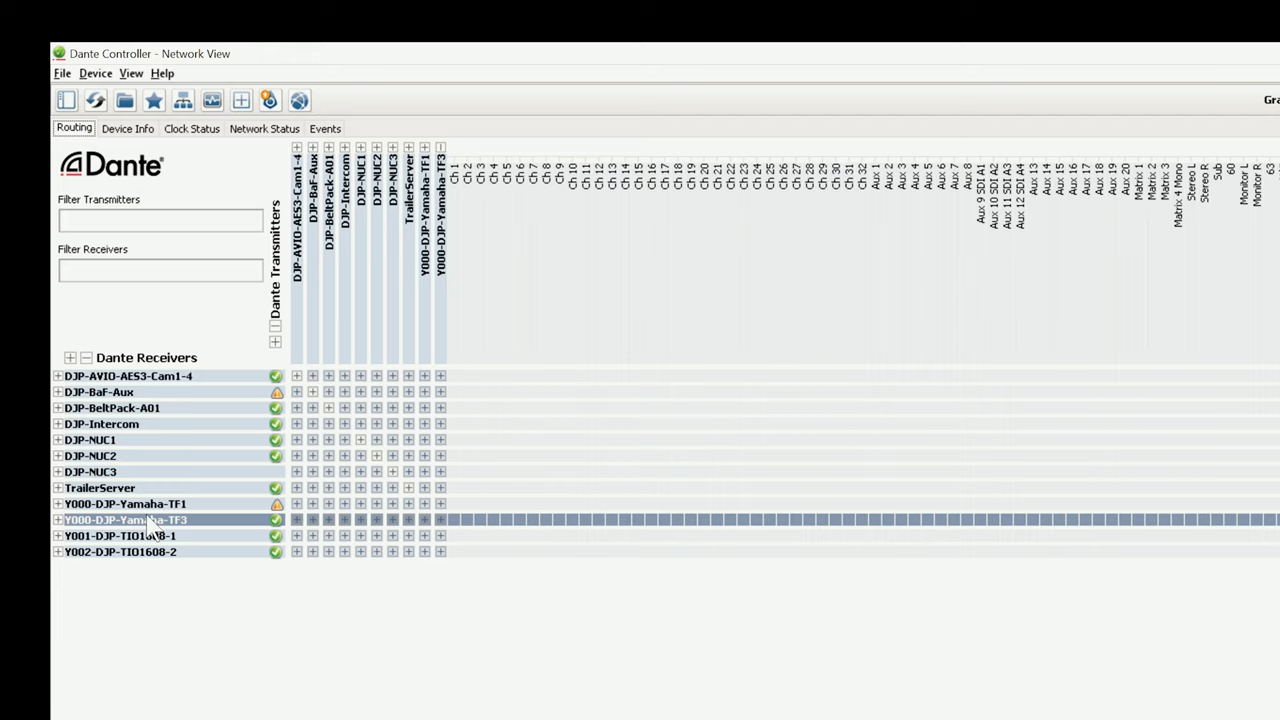 Dante Controller - Network View
File Device View Help
Routing Device Info Clock Status Network Status Events
Dante
Filter Transmitters
Filter Receivers
Dante Transmitters
DJP-AVIO-AES3-Cam1-4
DJP-BaF-Aux
DJP-BeltPack-A01
DJP-Intercom
DJP-NUC1
DJP-NUC2
DJP-NUC3
TrailerServer
Y000-DJP-Yamaha-TF1
Y000-DJP-Yamaha-TF3
Ch 1
Ch 2
Ch 3
Ch 4
Ch 5
Ch 6
Ch 7
Ch 8
Ch 9
Ch 10
Ch 11
Ch 12
Ch 13
Ch 14
Ch 15
Ch 16
Ch 17
Ch 18
Ch 19
Ch 20
Ch 21
Ch 22
Ch 23
Ch 24
Ch 25
Ch 26
Ch 27
Ch 28
Ch 29
Ch 30
Ch 31
Ch 32
Aux 1
Aux 2
Aux 3
Aux 4
Aux 5
Aux 6
Aux 7
Aux 8
Aux 9 SDI A1
Aux 10 SDI A2
Aux 11 SDI A3
Aux 12 SDI A4
Aux 13
Aux 14
Aux 15
Aux 16
Aux 17
Aux 18
Aux 19
Aux 20
Matrix 1
Matrix 2
Matrix 3
Matrix 4 Mono
Stereo L
Stereo R
Sub
60
Monitor L
Monitor R
63
Dante Receivers
DJP-AVIO-AES3-Cam1-4
DJP-BaF-Aux
DJP-BeltPack-A01
DJP-Intercom
DJP-NUC1
DJP-NUC2
DJP-NUC3
TrailerServer
Y000-DJP-Yamaha-TF1
Y000-DJP-Yamaha-TF3
Y001-DJP-TIO1608-1
Y002-DJP-TIO1608-2